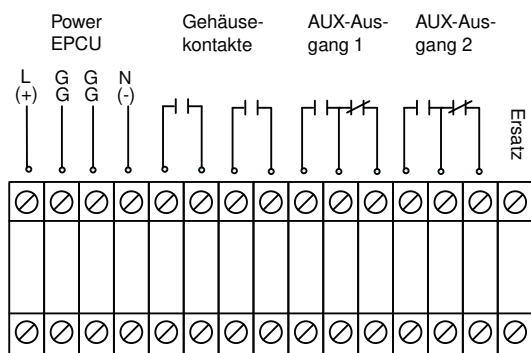 Power
EPCU
Gehäuse-
kontakte
AUX-Aus-
gang 1
AUX-Aus-
gang 2
L
(+)
G
G
G
G
N
(-)
Ersatz